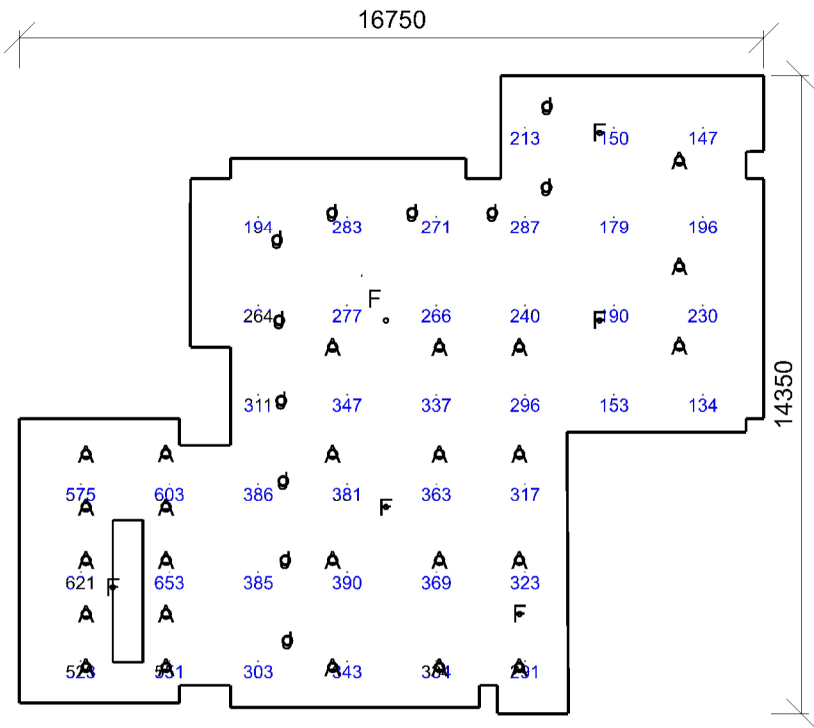 16750
213 F 150 147
A
d
d
194 283 271 287 179 196
d d d
d
A
F
264 277 266 240 F 190 230
d
A A A A
14350
311 347 337 296 153 134
d
A A A A A
575 603 386 381 363 317
d
A A F
A A d A A A
621 F 653 385 390 369 323
A A F
d
523 303 343 384 291
A A A A A